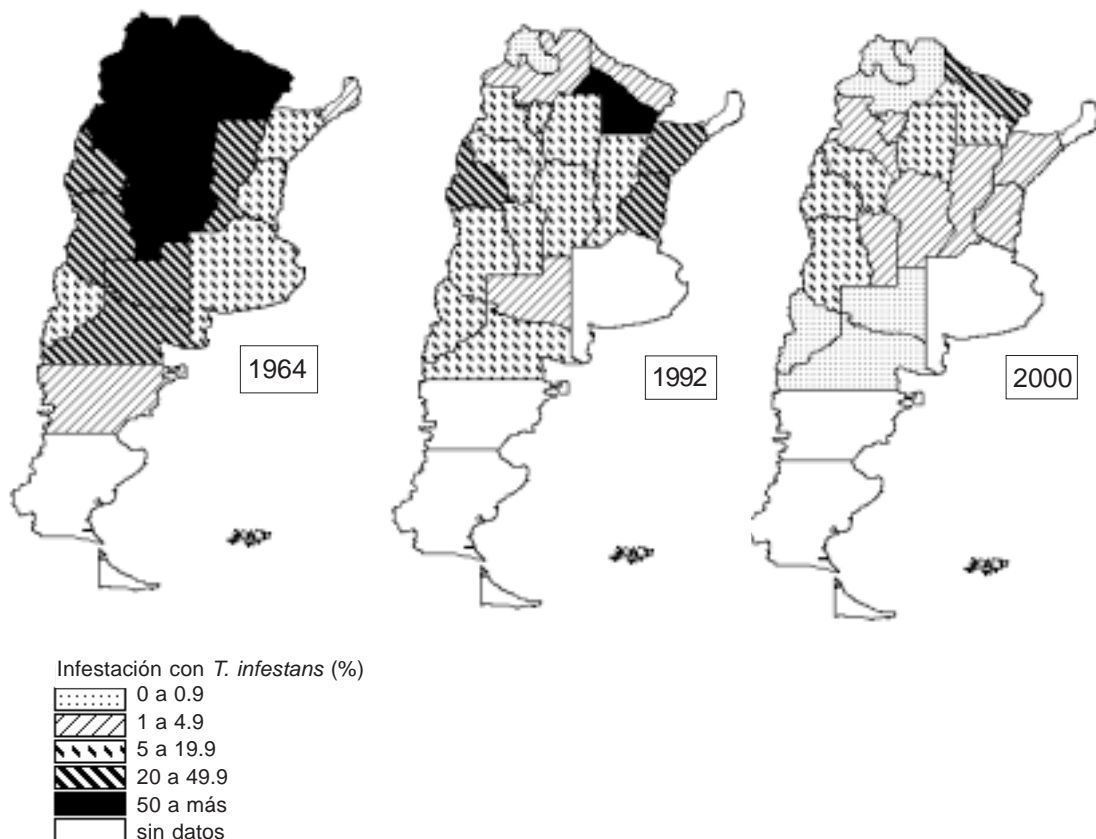 1964
1992
2000
Infestación con T. infestans (%)
0 a 0.9
1 a 4.9
5 a 19.9
20 a 49.9
50 a más
sin datos